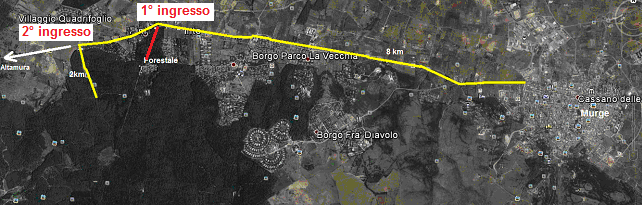 1° ingresso
Villaggio Quadrifoglio
2° ingresso
Altamura
Forestale
2km
Borgo Parco La Vecchia
8 km
Cassano delle
Murge
Borgo Fra' Diavolo